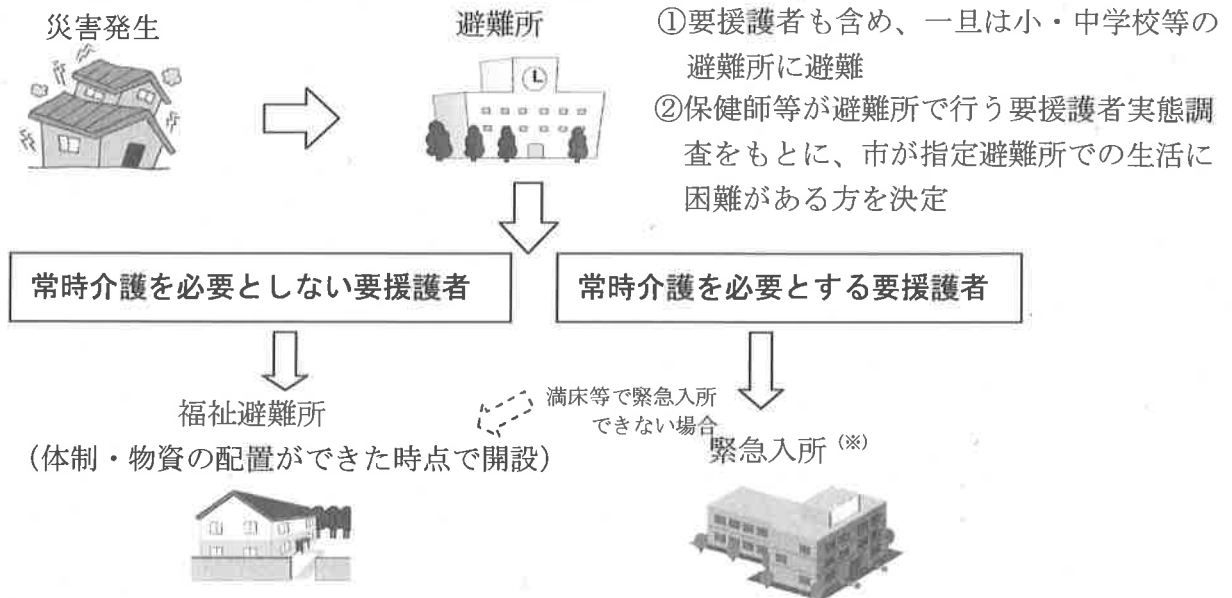 災害発生
避難所
①要援護者も含め、一旦は小・中学校等の
避難所に避難
②保健師等が避難所で行う要援護者実態調
査をもとに、市が指定避難所での生活に
困難がある方を決定
常時介護を必要としない要援護者
常時介護を必要とする要援護者
満床等で緊急入所
できない場合
福祉避難所
(体制・物資の配置ができた時点で開設)
緊急入所(※)